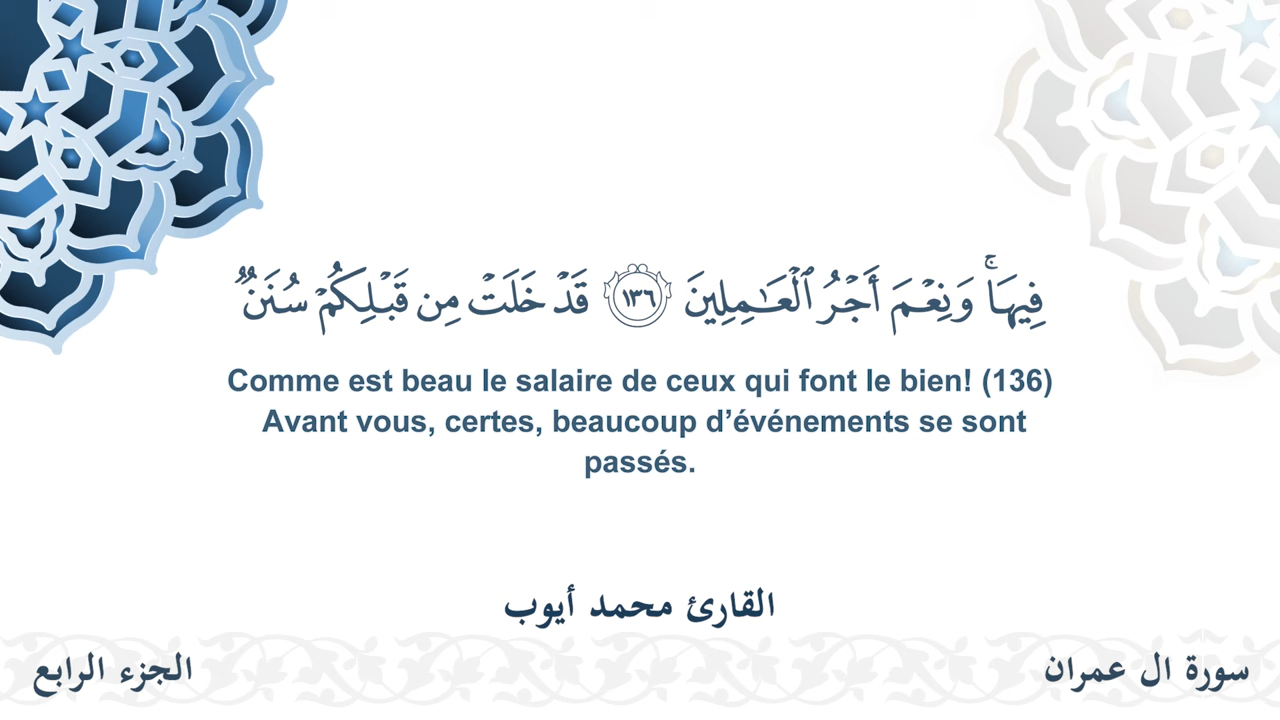 فِيهَاۚ وَنِعۡمَ أَجۡرُ ٱلۡعَٰمِلِينَ ١٣٦ قَدۡ خَلَتۡ مِن قَبۡلِكُمۡ سُنَنٞ
Comme est beau le salaire de ceux qui font le bien! (136)
Avant vous, certes, beaucoup d’événements se sont
passés.
القارئ محمد أيوب
سورة ال عمران
الجزء الرابع